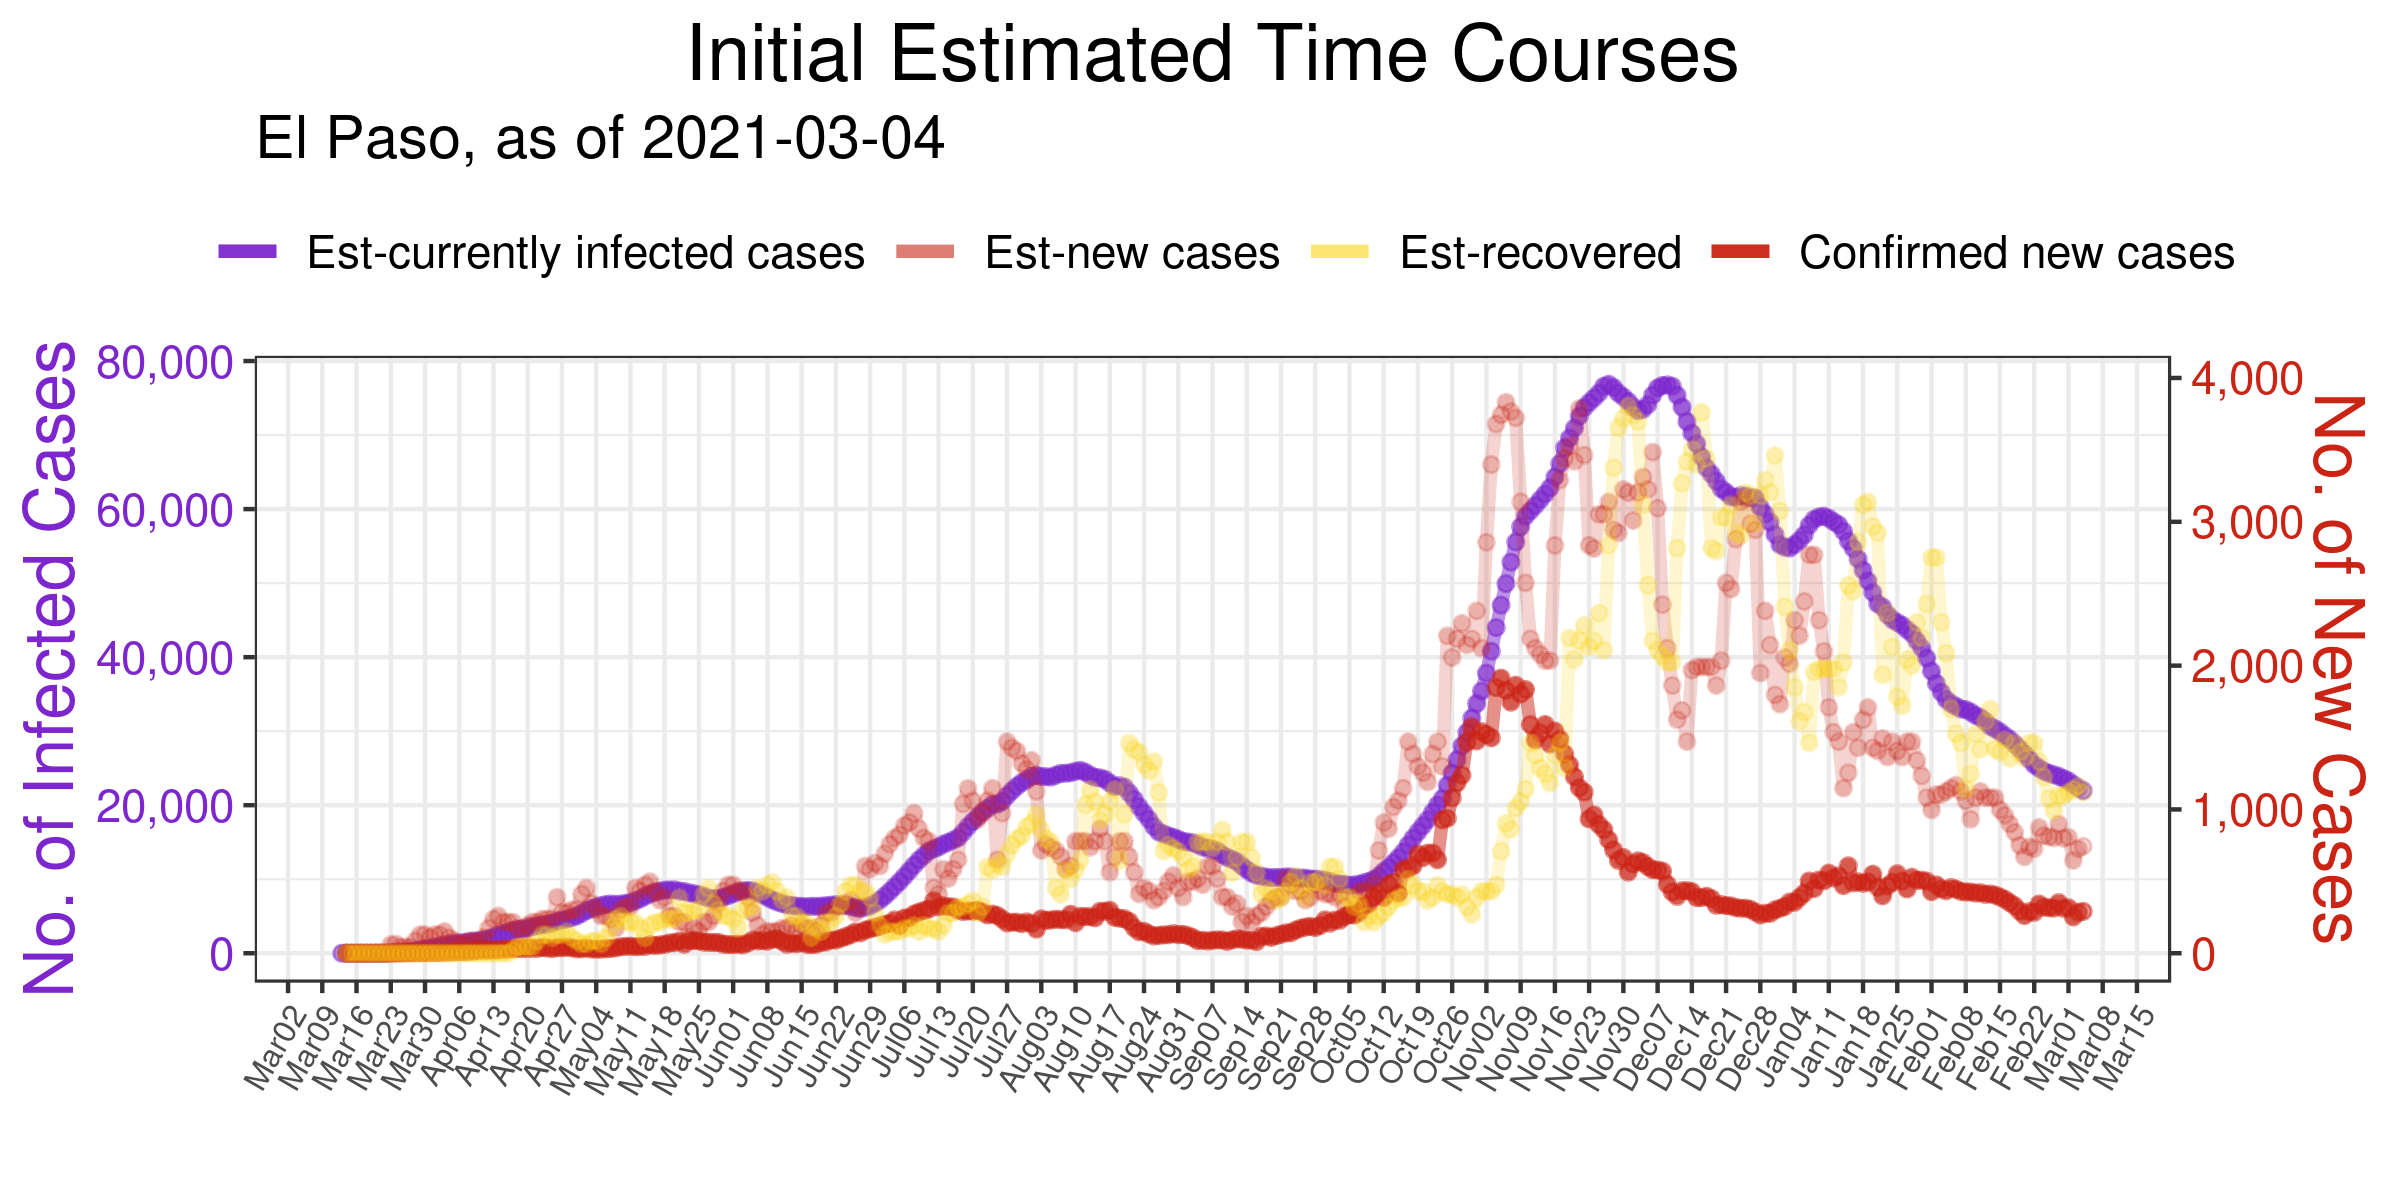 Initial Estimated Time Courses
El Paso, as of 2021-03-04
Est-currently infected cases Est-new cases Est-recovered Confirmed new cases
No. of Infected Cases
80,000
60,000
40,000
20,000
0
4,000
3,000
2,000
1,000
0
No. of New Cases
Mar02 Mar09 Mar16 Mar23 Mar30 Apr06 Apr13 Apr20 Apr27 May04 May11 May18 May25 Jun01 Jun08 Jun15 Jun22 Jun29 Jul06 Jul13 Jul20 Jul27 Aug03 Aug10 Aug17 Aug24 Aug31 Sep07 Sep14 Sep21 Sep28 Oct05 Oct12 Oct19 Oct26 Nov02 Nov09 Nov16 Nov23 Nov30 Dec07 Dec14 Dec21 Dec28 Jan04 Jan11 Jan18 Jan25 Feb01 Feb08 Feb15 Feb22 Mar01 Mar08 Mar15